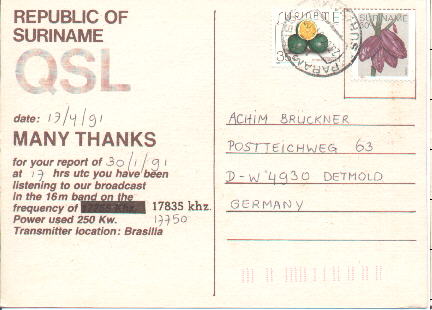 REPUBLIC OF
SURINAME
QSL
date: 17/4/91
MANY THANKS
for your report of 30/1/91
at 17 hrs utc you have been
listening to our broadcast
in the 16m band on the
frequency of 17835 khz.
Power used 250 Kw. 17750
Transmitter location: Brasilia
SURINAME
SURINAME
ACHIM BRÜCKNER
POSTTEICHWEG 63
D-W 4930 DETMOLD
GERMANY